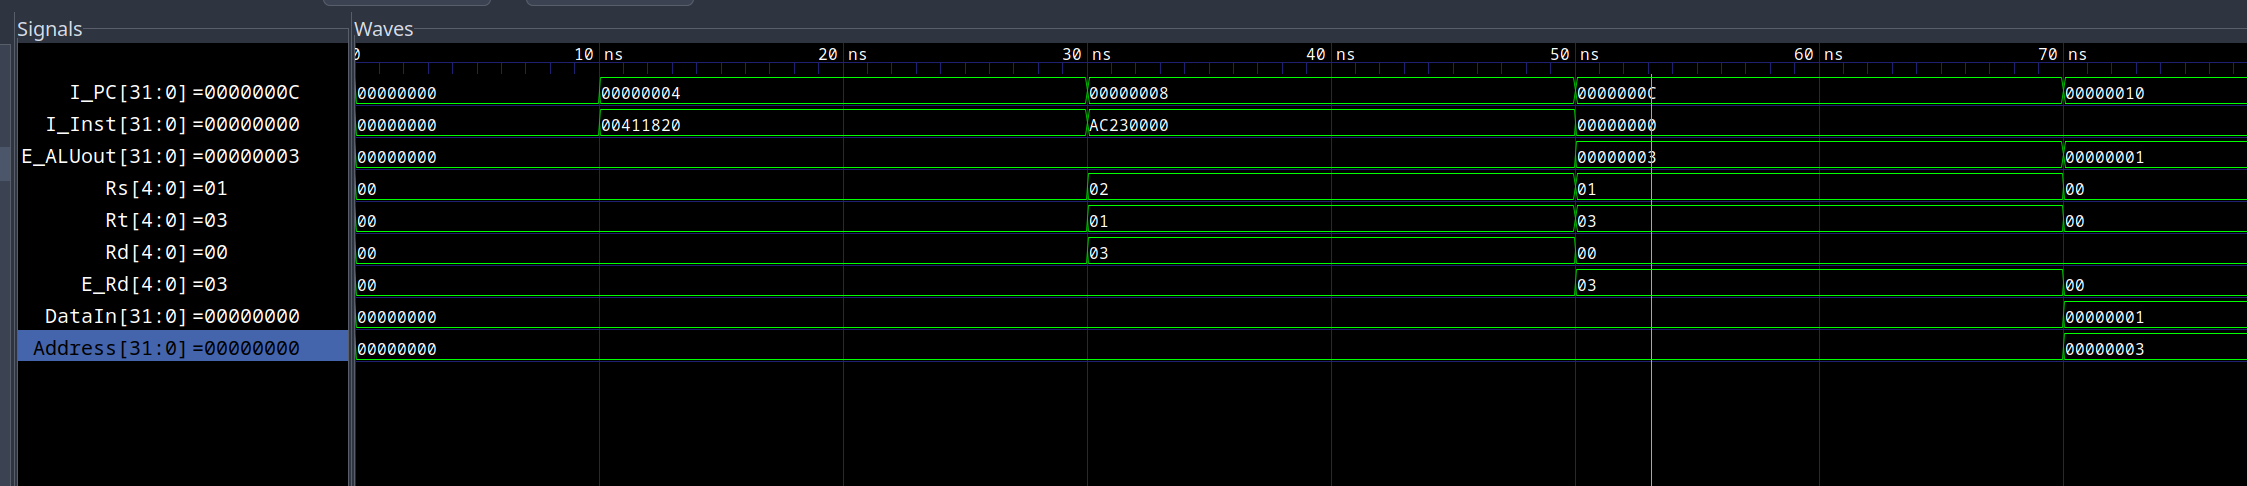 Signals Waves
0 10 ns 20 ns 30 ns 40 ns 50 ns 60 ns 70 ns
I_PC[31:0] =0000000C 00000000 00000004 00000008 0000000C 00000010
I_Inst[31:0] =00000000 00000000 00411820 AC230000 00000000
E_ALUout[31:0] =00000003 00000000 00000003 00000001
Rs[4:0] =01 00 02 01 00
Rt[4:0] =03 00 01 03 00
Rd[4:0] =00 00 03 00
E_Rd[4:0] =03 00 03 00
DataIn[31:0] =00000000 00000000 00000001
Address[31:0] =00000000 00000000 00000003